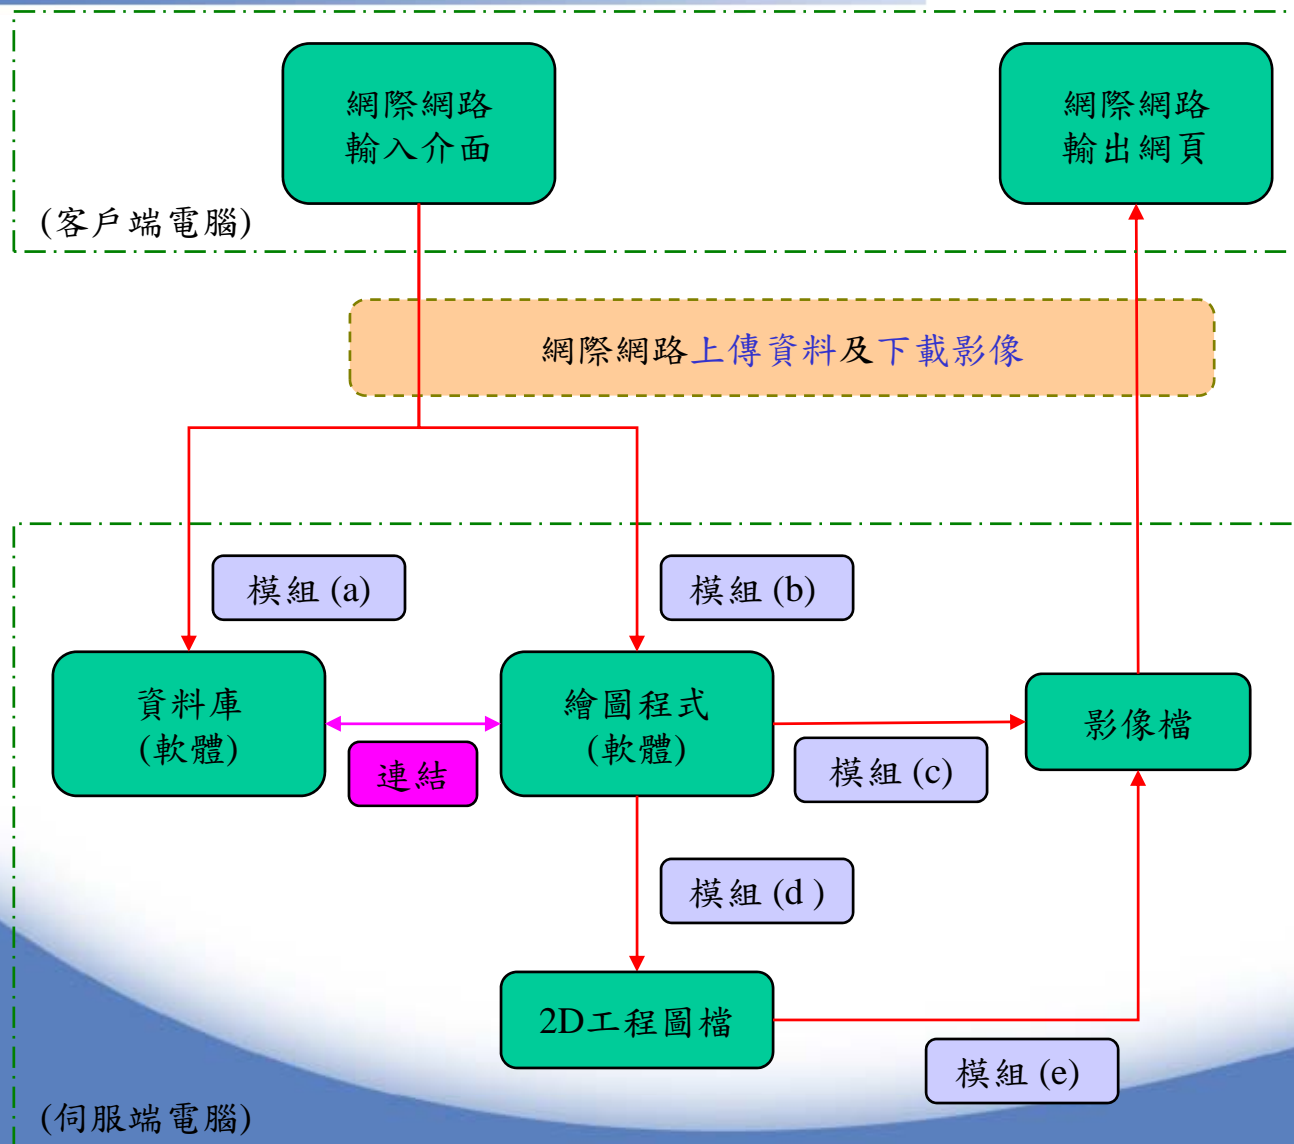 網際網路
輸入介面
網際網路
輸出網頁
(客戶端電腦)
網際網路上傳資料及下載影像
模組 (a)
模組 (b)
資料庫
(軟體)
連結
繪圖程式
(軟體)
模組 (c)
影像檔
模組 (d )
2D工程圖檔
模組 (e)
(伺服端電腦)